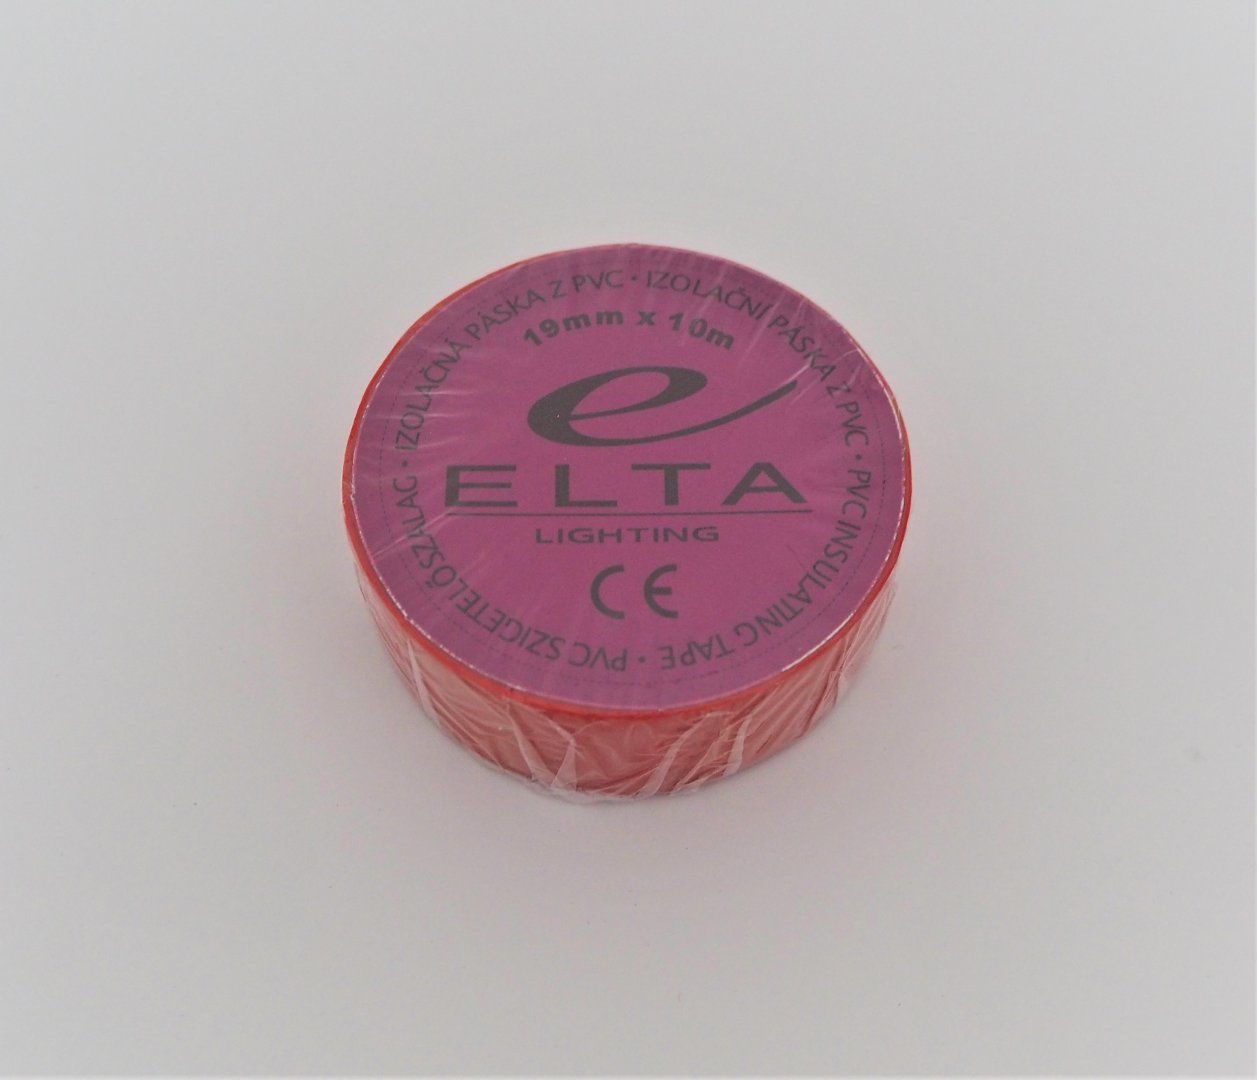 IZOLAČNÁ PÁSKA Z PVC · IZOLAČNÍ PÁSKA Z PVC · PVC INSULATING TAPE · PVC SZIGETELŐSZALAG ·
19mm x 10m
e
ELTA
LIGHTING
CE